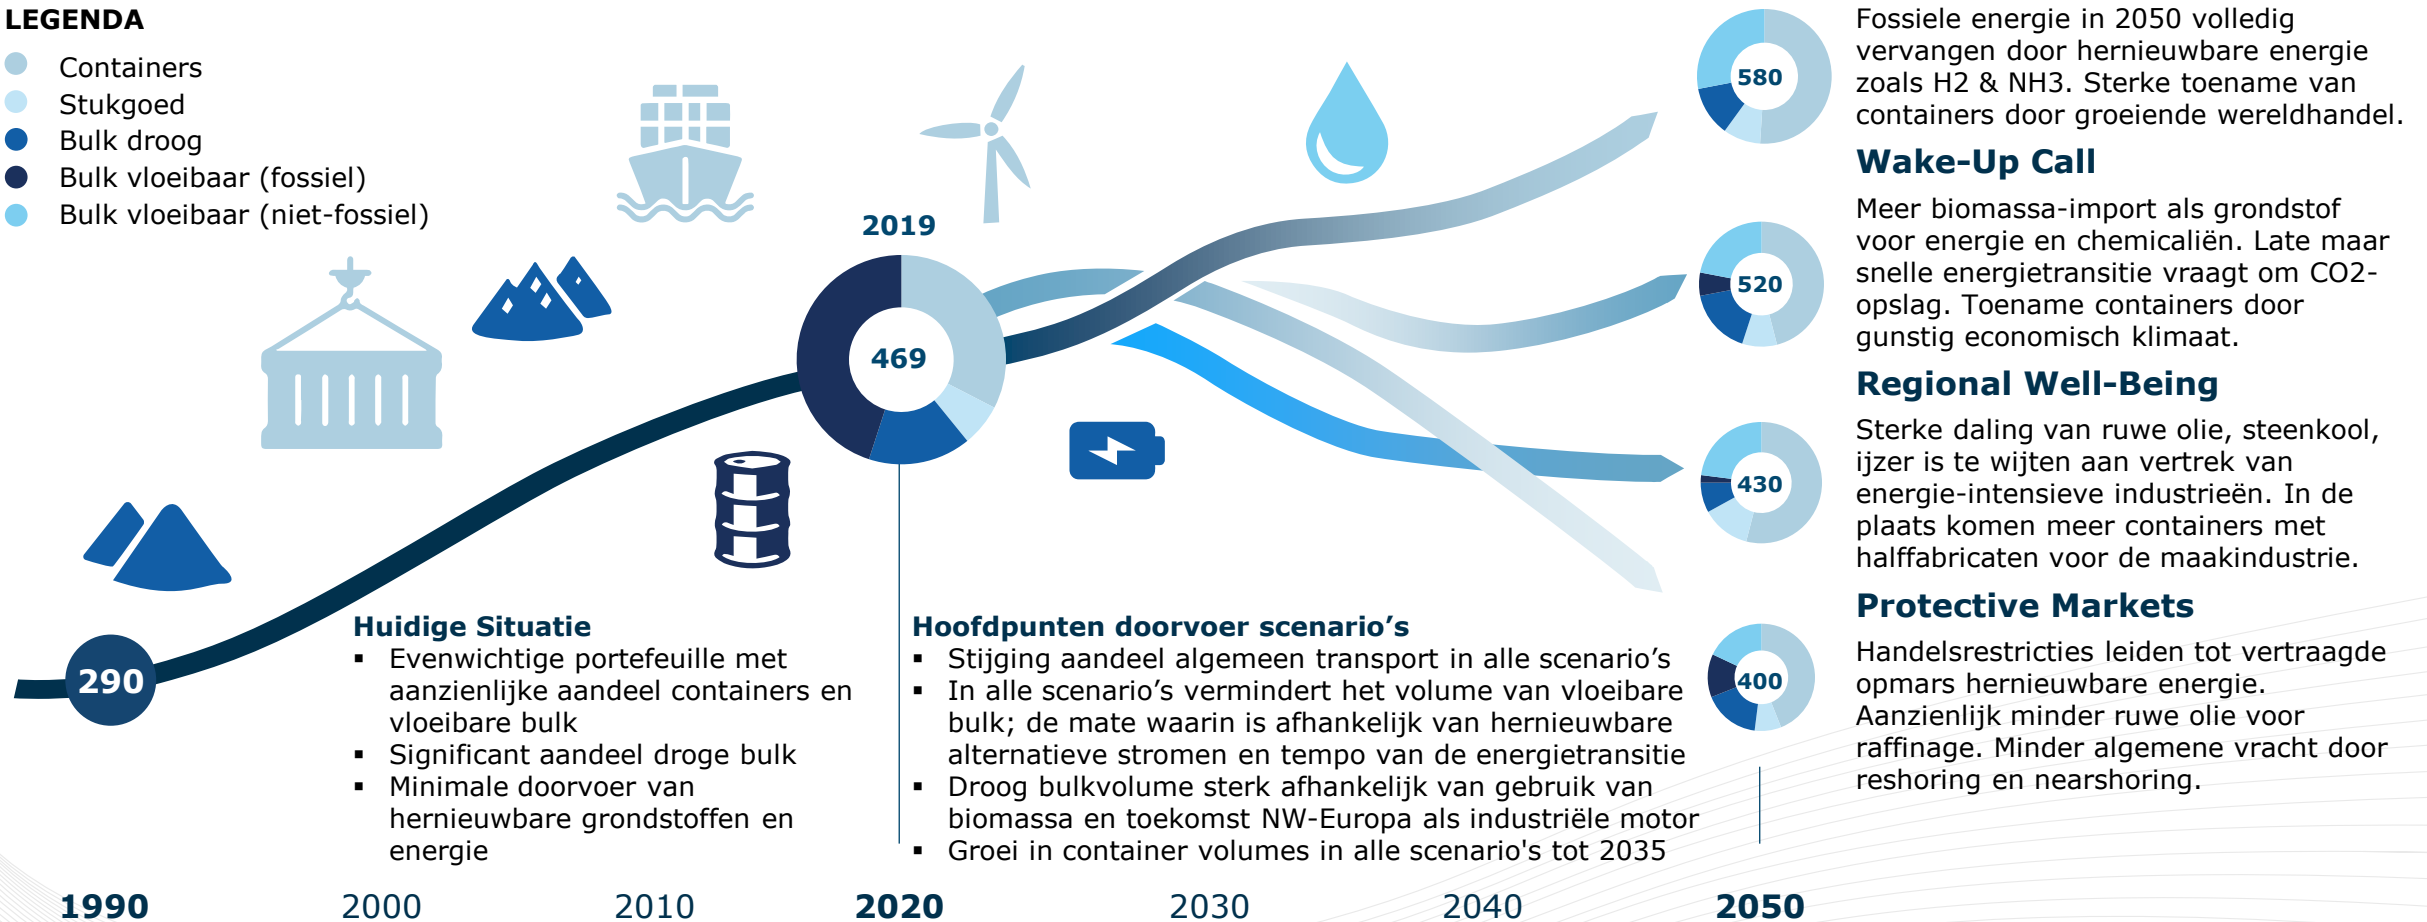 LEGENDA
Containers
Stukgoed
Bulk droog
Bulk vloeibaar (fossiel)
Bulk vloeibaar (niet-fossiel)
290
2019
469
580
520
430
400
Fossiele energie in 2050 volledig
vervangen door hernieuwbare energie
zoals H2 & NH3. Sterke toename van
containers door groeiende wereldhandel.
Wake-Up Call
Meer biomassa-import als grondstof
voor energie en chemicaliën. Late maar
snelle energietransitie vraagt om CO2-
opslag. Toename containers door
gunstig economisch klimaat.
Regional Well-Being
Sterke daling van ruwe olie, steenkool,
ijzer is te wijten aan vertrek van
energie-intensieve industrieën. In de
plaats komen meer containers met
halffabricaten voor de maakindustrie.
Protective Markets
Handelsrestricties leiden tot vertraagde
opmars hernieuwbare energie.
Aanzienlijk minder ruwe olie voor
raffinage. Minder algemene vracht door
reshoring en nearshoring.
Huidige Situatie
▪ Evenwichtige portefeuille met
aanzienlijke aandeel containers en
vloeibare bulk
▪ Significant aandeel droge bulk
▪ Minimale doorvoer van
hernieuwbare grondstoffen en
energie
Hoofdpunten doorvoer scenario’s
▪ Stijging aandeel algemeen transport in alle scenario’s
▪ In alle scenario’s vermindert het volume van vloeibare
bulk; de mate waarin is afhankelijk van hernieuwbare
alternatieve stromen en tempo van de energietransitie
▪ Droog bulkvolume sterk afhankelijk van gebruik van
biomassa en toekomst NW-Europa als industriële motor
▪ Groei in container volumes in alle scenario's tot 2035
1990 2000 2010 2020 2030 2040 2050